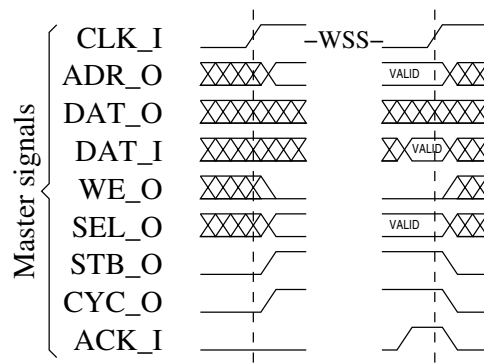 Master signals
CLK_I –WSS–
ADR_O VALID
DAT_O
DAT_I VALID
WE_O
SEL_O VALID
STB_O
CYC_O
ACK_I